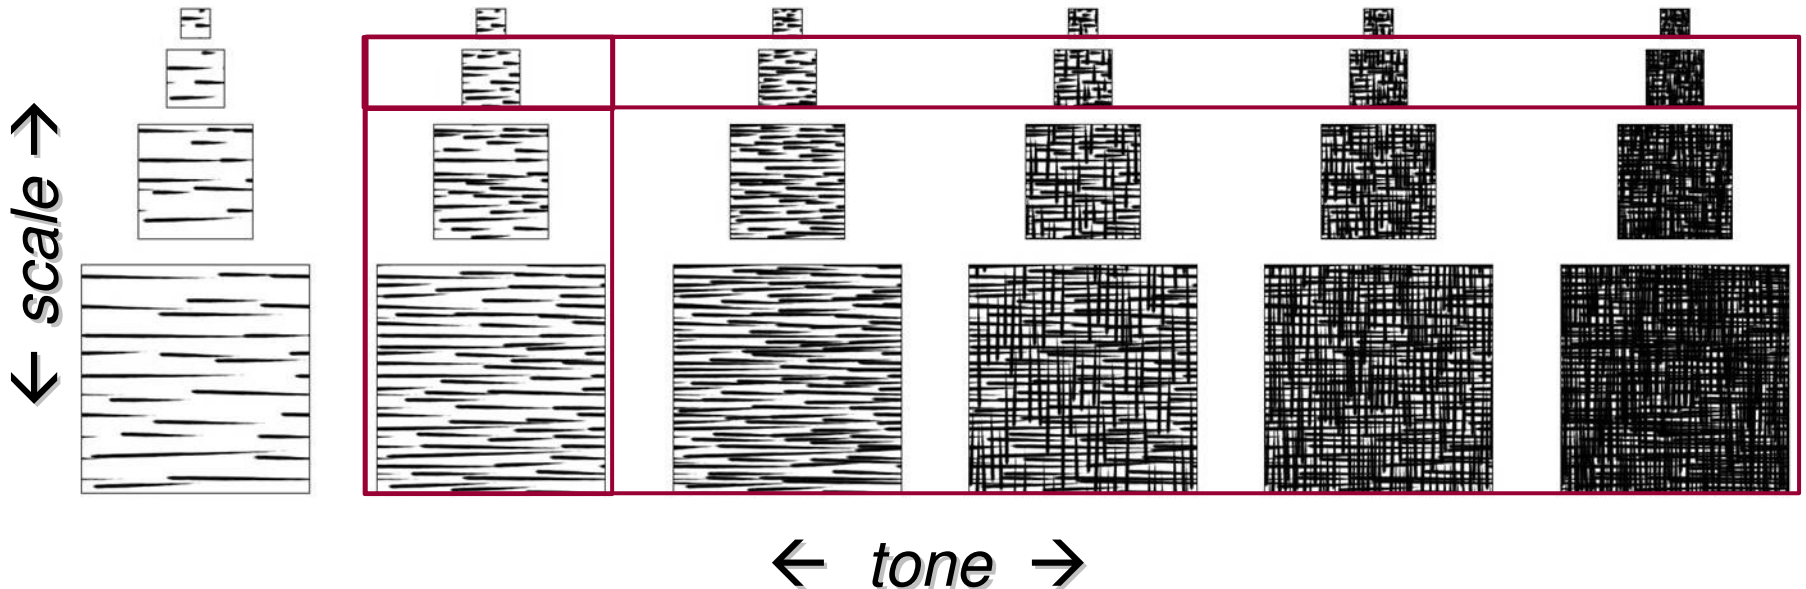 ← scale →
← tone →